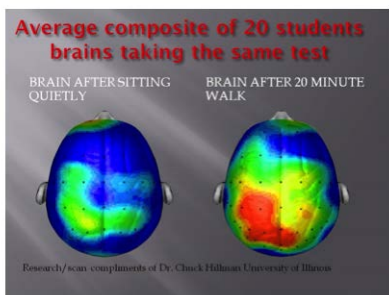 Average composite of 20 students
brains taking the same test
BRAIN AFTER SITTING
QUIETLY
BRAIN AFTER 20 MINUTE
WALK
Research/scan compliments of Dr. Chuck Hillman University of Illinois